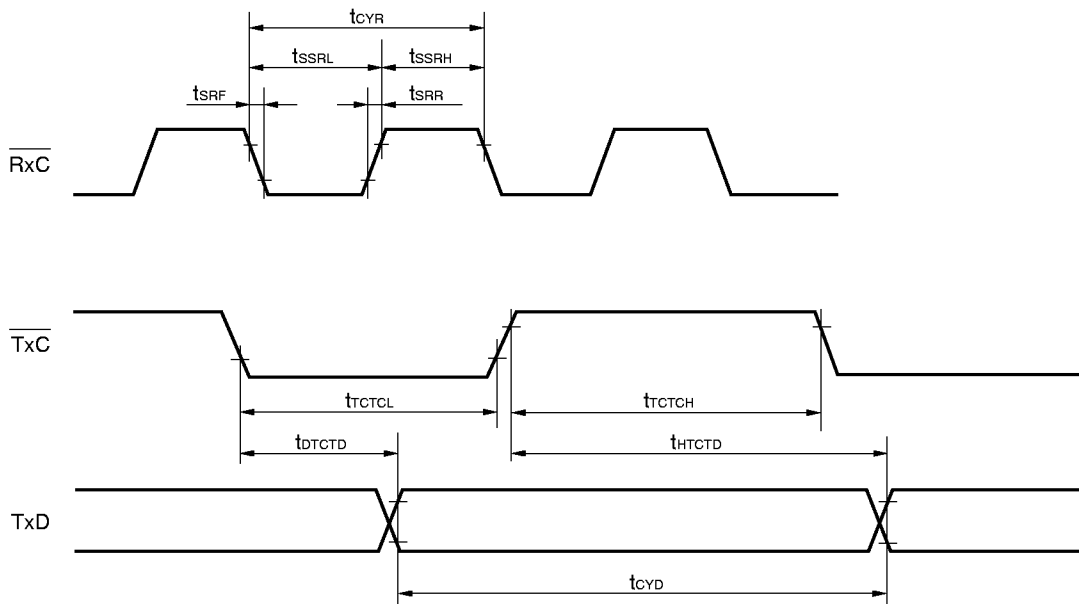 tCYR
tSSRL tSSRH
tSRF tSRR
RxC
TxC
tTCTCL tTCTCH
tDTCTD tHTCTD
TxD
tCYD